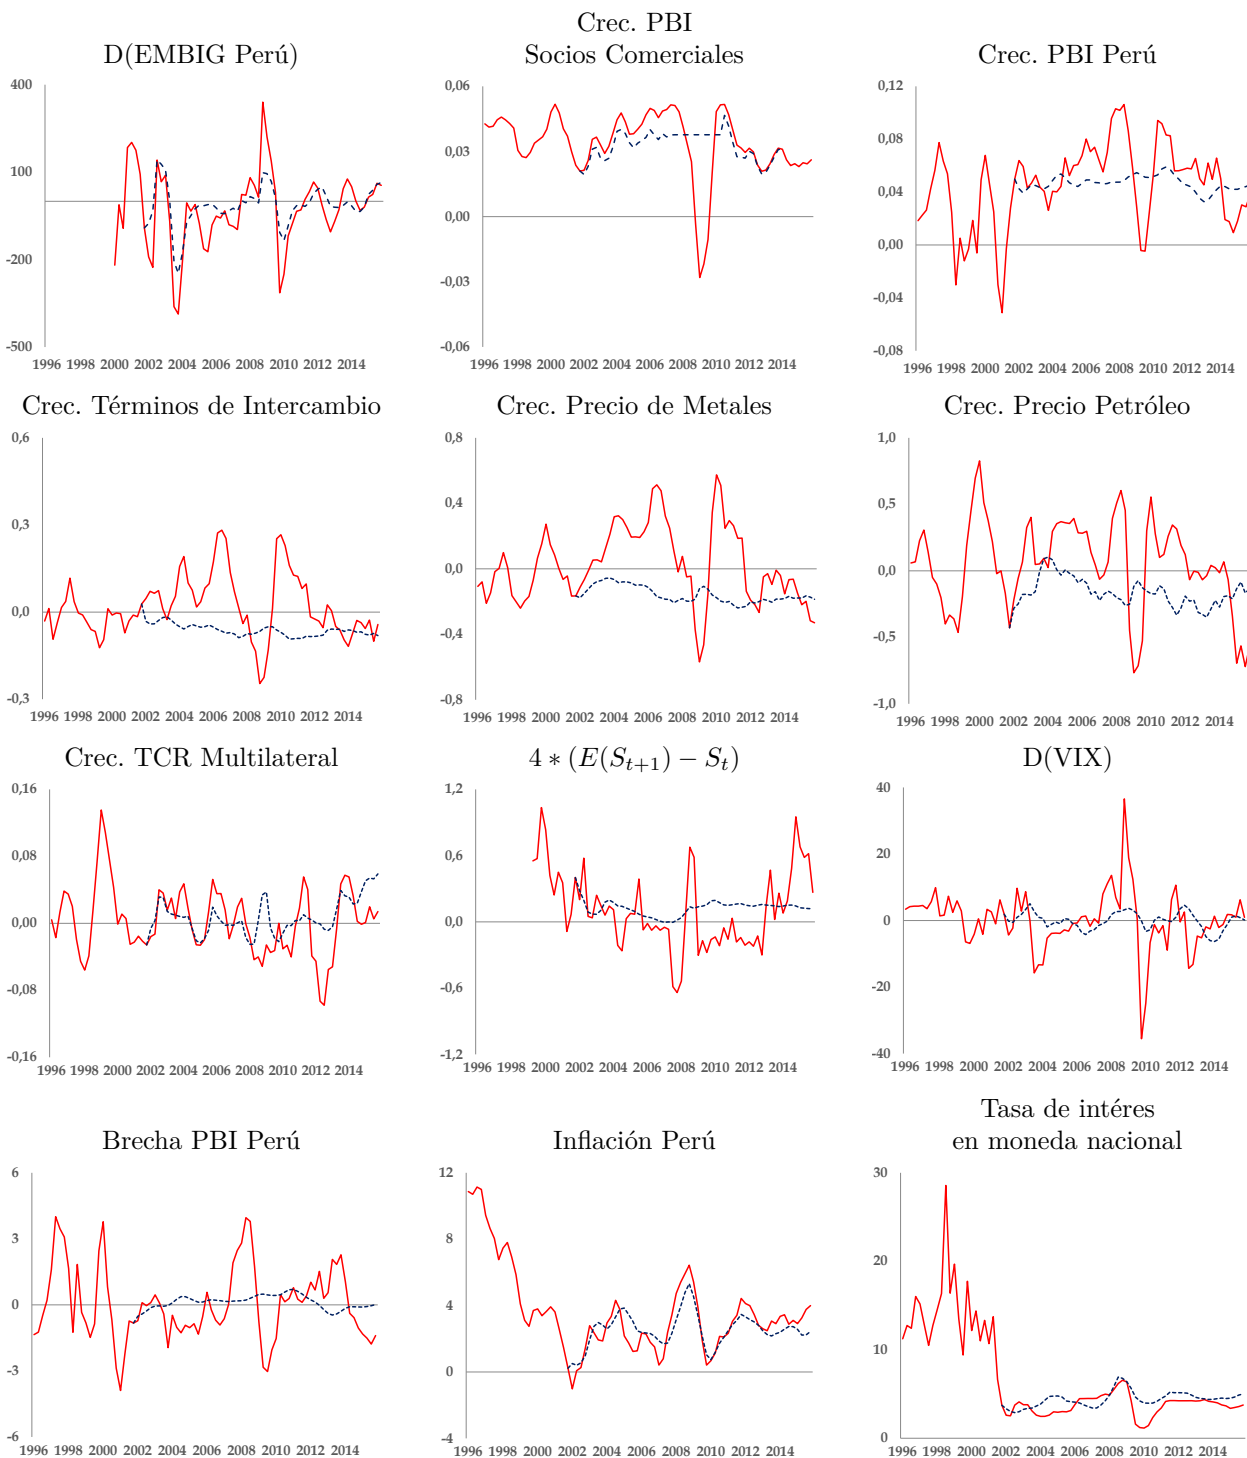 D(EMBIG Perú)
400
100
-200
-500
1996 1998 2000 2002 2004 2006 2008 2010 2012 2014
Crec. PBI
Socios Comerciales
0,06
0,03
0,00
-0,03
-0,06
1996 1998 2000 2002 2004 2006 2008 2010 2012 2014
Crec. PBI Perú
0,12
0,08
0,04
0,00
-0,04
-0,08
1996 1998 2000 2002 2004 2006 2008 2010 2012 2014
Crec. Términos de Intercambio
0,6
0,3
0,0
-0,3
1996 1998 2000 2002 2004 2006 2008 2010 2012 2014
Crec. Precio de Metales
0,8
0,4
0,0
-0,4
-0,8
1996 1998 2000 2002 2004 2006 2008 2010 2012 2014
Crec. Precio Petróleo
1,0
0,5
0,0
-0,5
-1,0
1996 1998 2000 2002 2004 2006 2008 2010 2012 2014
Crec. TCR Multilateral
0,16
0,08
0,00
-0,08
-0,16
1996 1998 2000 2002 2004 2006 2008 2010 2012 2014
4 ∗ (E(S_{t+1}) − S_t)
1,2
0,6
0,0
-0,6
-1,2
1996 1998 2000 2002 2004 2006 2008 2010 2012 2014
D(VIX)
40
20
0
-20
-40
1996 1998 2000 2002 2004 2006 2008 2010 2012 2014
Brecha PBI Perú
6
3
0
-3
-6
1996 1998 2000 2002 2004 2006 2008 2010 2012 2014
Inflación Perú
12
8
4
0
-4
1996 1998 2000 2002 2004 2006 2008 2010 2012 2014
Tasa de intéres
en moneda nacional
30
20
10
0
1996 1998 2000 2002 2004 2006 2008 2010 2012 2014